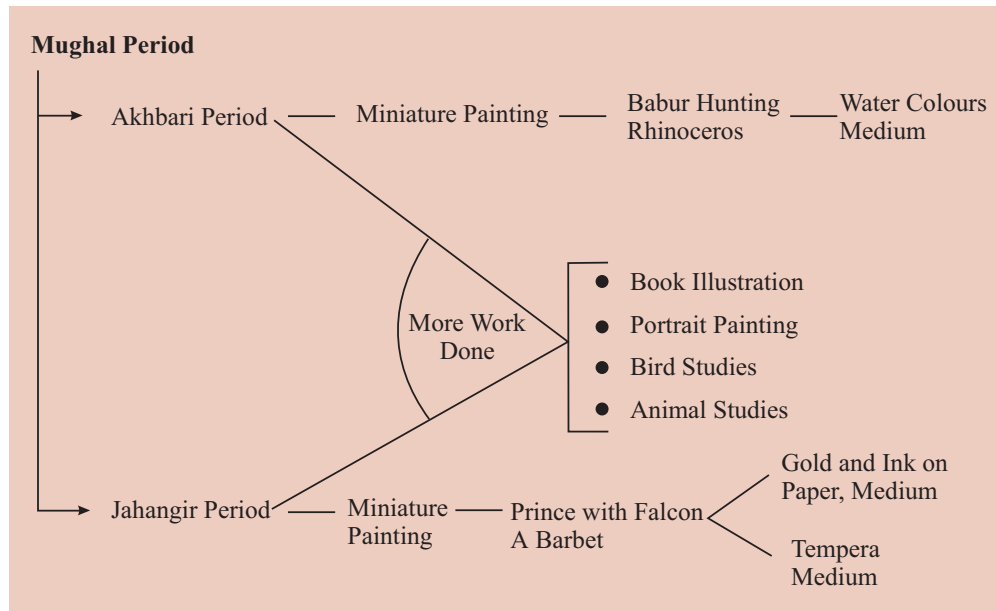 Mughal Period
Akhbari Period
Miniature Painting
Babur Hunting
Rhinoceros
Water Colours
Medium
More Work
Done
● Book Illustration
● Portrait Painting
● Bird Studies
● Animal Studies
Jahangir Period
Miniature
Painting
Prince with Falcon
A Barbet
Gold and Ink on
Paper, Medium
Tempera
Medium